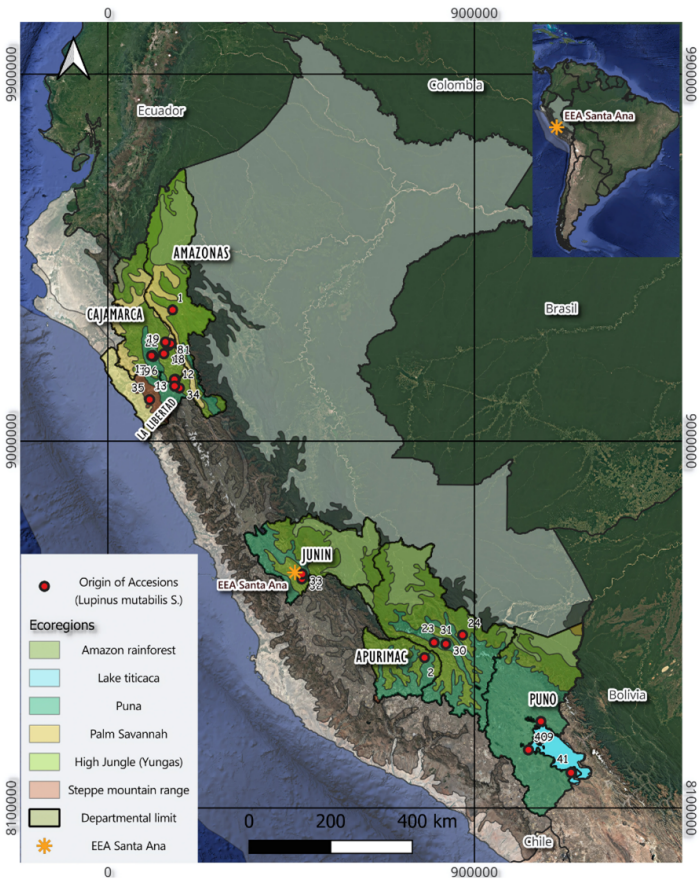 0
900000
9900000
9900000
Colombia
Ecuador
EEA Santa Ana
AMAZONAS
1
CAJAMARCA
Brasil
19
81
18
12
13
35
34
LA LIBERTAD
9000000
9000000
JUNIN
EEA Santa Ana
33
32
Origin of Accesions
(Lupinus mutabilis S.)
Ecoregions
Amazon rainforest
Lake titicaca
Puna
Palm Savannah
High Jungle (Yungas)
Steppe mountain range
Departmental limit
EEA Santa Ana
23
31
24
30
APURIMAC
2
PUNO
Bolivia
409
41
8100000
8100000
0
200
400 km
Chile
0
900000